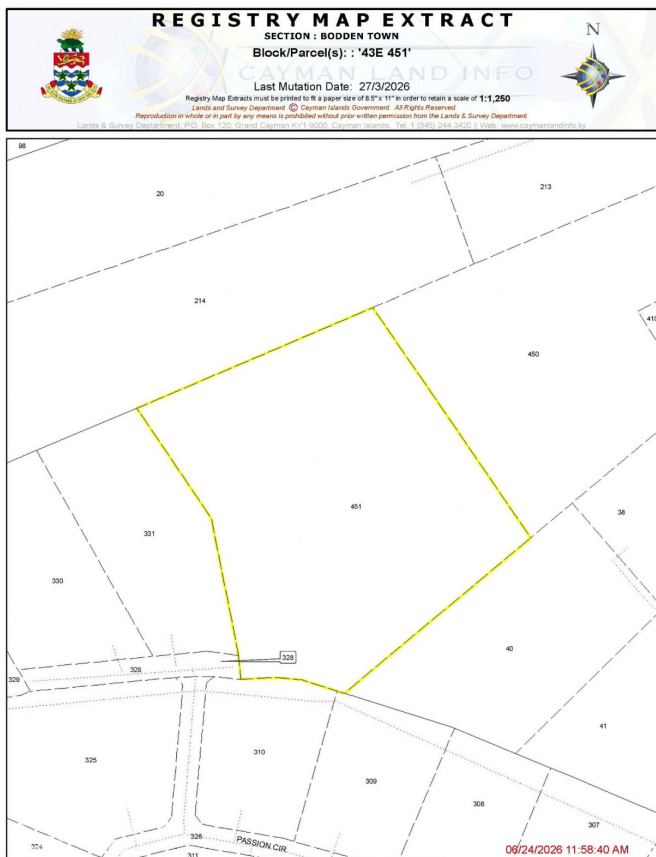 REGISTRY MAP EXTRACT
SECTION : BODDEN TOWN
Block/Parcel(s): : '43E 451'
CAYMAN LAND INFO
Last Mutation Date: 27/3/2026
Registry Map Extracts must be printed to fit a paper size of 8.5" x 11" in order to retain a scale of 1:1,250
Lands and Survey Department © Cayman Islands Government. All Rights Reserved.
Reproduction in whole or in part by any means is prohibited without prior written permission from the Lands & Survey Department.
Lands & Survey Department, P.O. Box 120, Grand Cayman KY1-9000, Cayman Islands. Tel: 1 (345) 244-3420 || Web: www.caymanlandinfo.ky
N
98
20
213
214
410
450
451
38
331
330
40
328
326
329
41
310
325
309
308
307
326
PASSION CIR
324
311
06/24/2026 11:58:40 AM